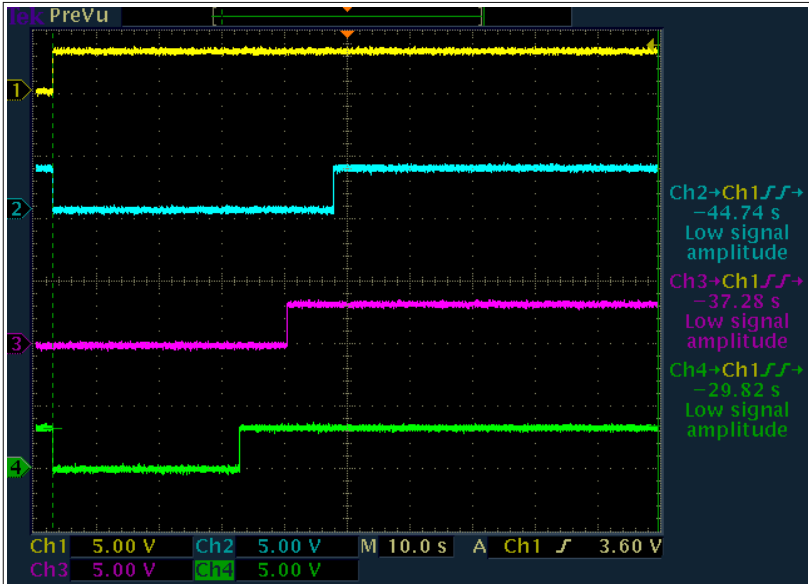 Tek PreVu
1
2
3
4
Ch2→Ch1∫∫→
−44.74 s
Low signal
amplitude
Ch3→Ch1∫∫→
−37.28 s
Low signal
amplitude
Ch4→Ch1∫∫→
−29.82 s
Low signal
amplitude
Ch1 5.00 V Ch2 5.00 V M 10.0 s A Ch1 ∫ 3.60 V
Ch3 5.00 V Ch4 5.00 V